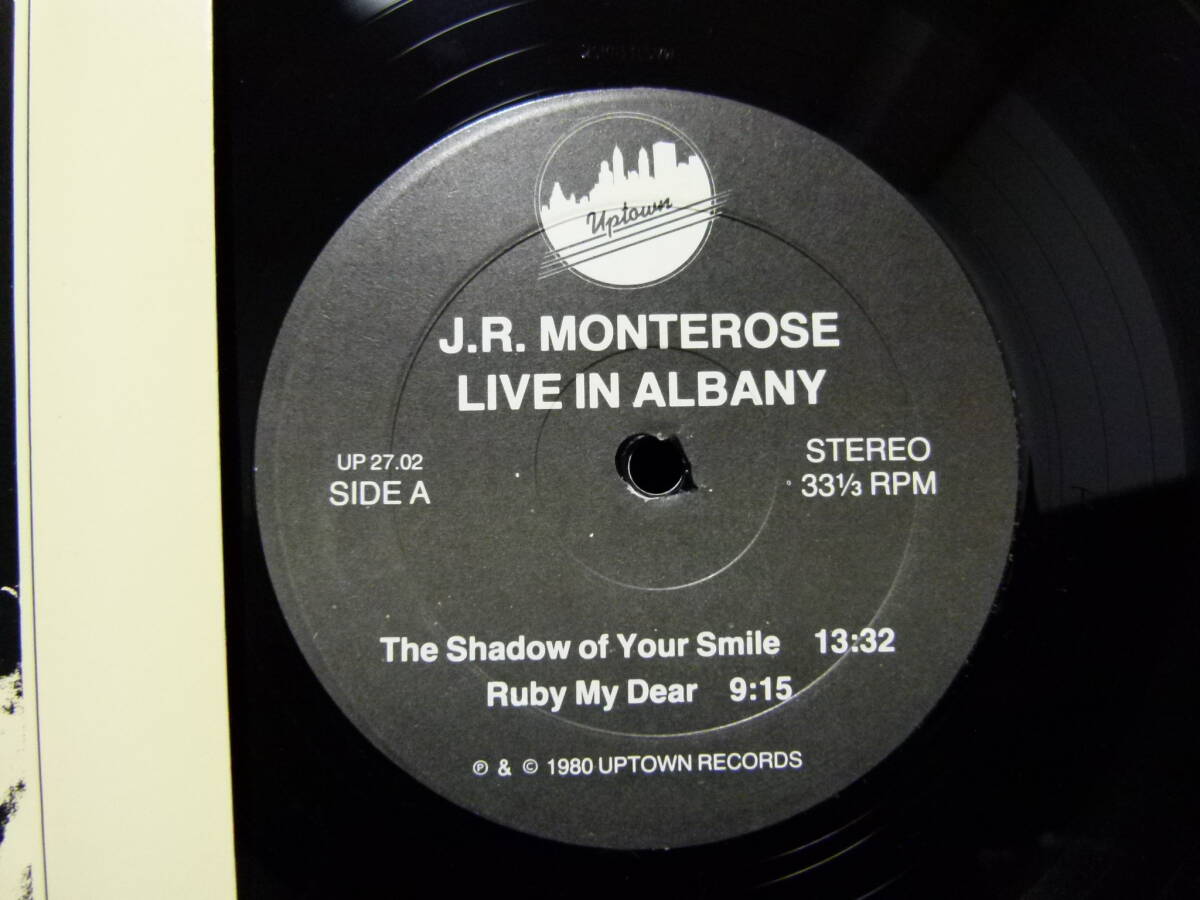 Uptown
J.R. MONTEROSE
LIVE IN ALBANY
UP 27.02
SIDE A
STEREO
33⅓ RPM
The Shadow of Your Smile 13:32
Ruby My Dear 9:15
℗ & © 1980 UPTOWN RECORDS